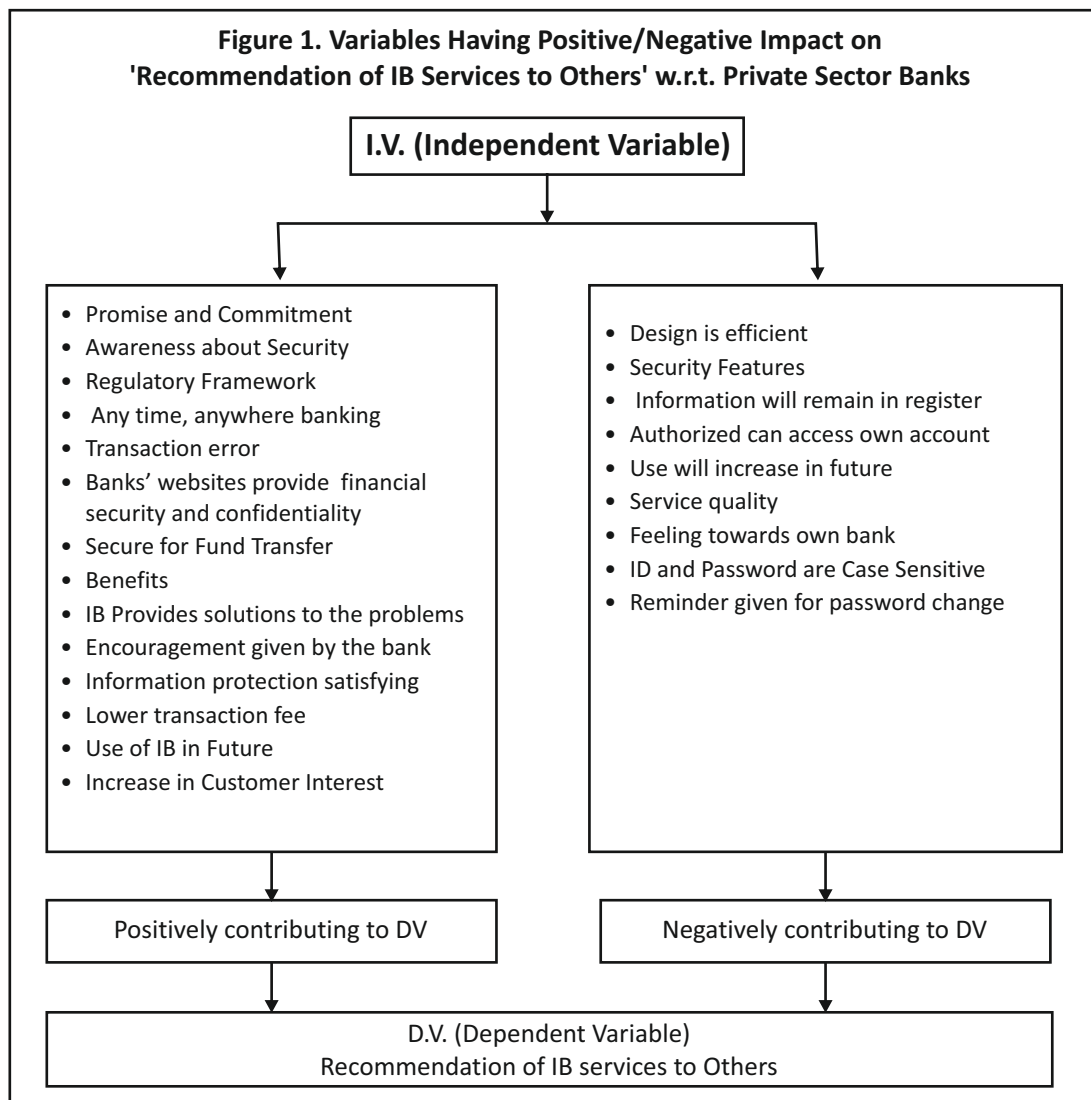 Figure 1. Variables Having Positive/Negative Impact on
'Recommendation of IB Services to Others' w.r.t. Private Sector Banks
I.V. (Independent Variable)
• Promise and Commitment
• Awareness about Security
• Regulatory Framework
• Any time, anywhere banking
• Transaction error
• Banks’ websites provide financial
security and confidentiality
• Secure for Fund Transfer
• Benefits
• IB Provides solutions to the problems
• Encouragement given by the bank
• Information protection satisfying
• Lower transaction fee
• Use of IB in Future
• Increase in Customer Interest
• Design is efficient
• Security Features
• Information will remain in register
• Authorized can access own account
• Use will increase in future
• Service quality
• Feeling towards own bank
• ID and Password are Case Sensitive
• Reminder given for password change
Positively contributing to DV
Negatively contributing to DV
D.V. (Dependent Variable)
Recommendation of IB services to Others